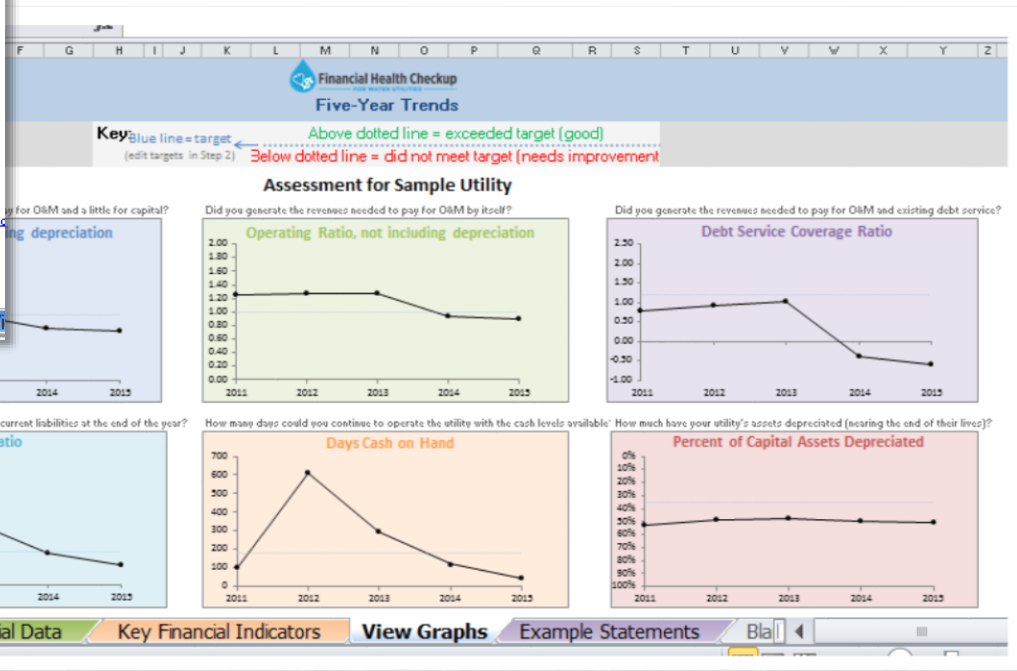 F G H I J K L M N O P Q R S T U V W X Y Z
Financial Health Checkup
FOR WATER UTILITIES
Five-Year Trends
Key: Blue line = target Above dotted line = exceeded target (good)
(edit targets in Step 2) Below dotted line = did not meet target (needs improvement
Assessment for Sample Utility
y for O&M and a little for capital? Did you generate the revenues needed to pay for O&M by itself? Did you generate the revenues needed to pay for O&M and existing debt service?
ng depreciation Operating Ratio, not including depreciation Debt Service Coverage Ratio
2.00 2.50
1.80 2.00
1.60 1.50
1.40 1.00
1.20 0.50
1.00 0.00
0.80 -0.50
0.60 -1.00
0.40
0.20
0.00
2014 2015 2011 2012 2013 2014 2015 2011 2012 2013 2014 2015
current liabilities at the end of the year? How many days could you continue to operate the utility with the cash levels available How much have your utility's assets depreciated (nearing the end of their lives)?
atio Days Cash on Hand Percent of Capital Assets Depreciated
700 0%
600 10%
500 20%
400 30%
300 40%
200 50%
100 60%
0 70%
80%
90%
100%
2014 2015 2011 2012 2013 2014 2015 2011 2012 2013 2014 2015
ial Data Key Financial Indicators View Graphs Example Statements Bla